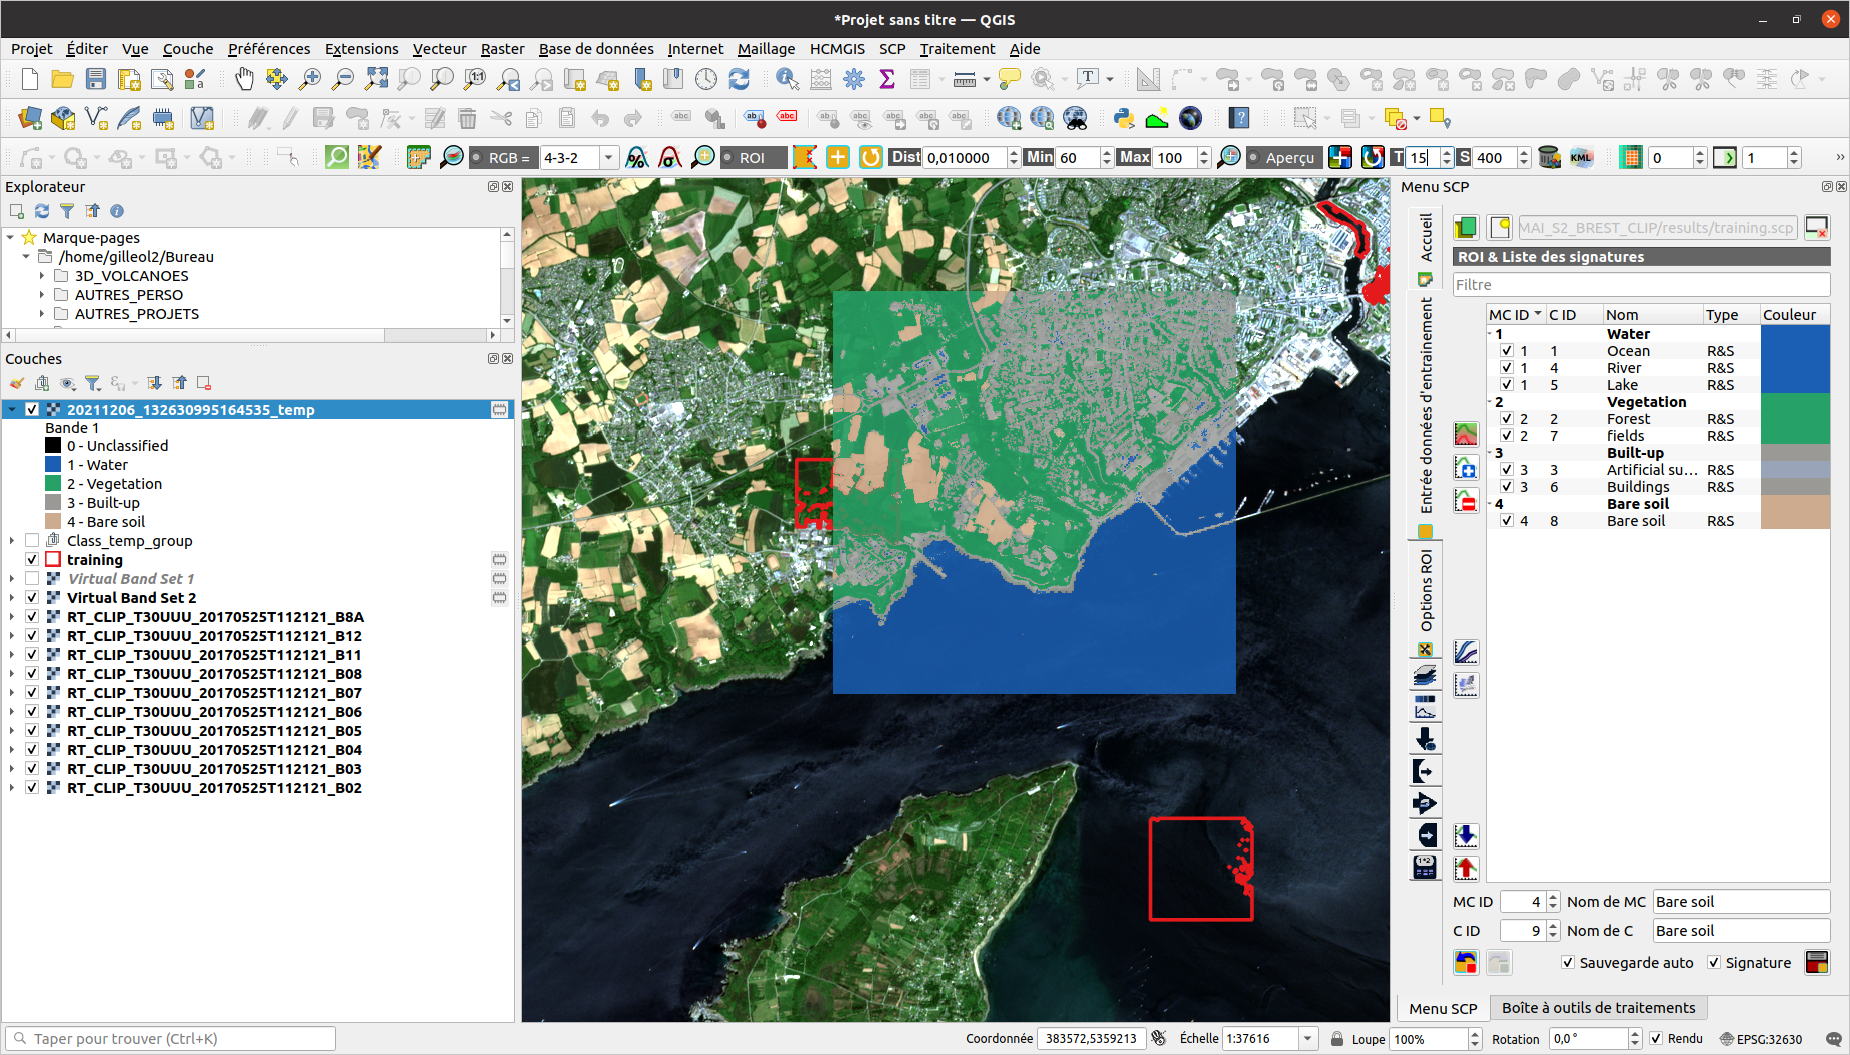 *Projet sans titre — QGIS
Projet Éditer Vue Couche Préférences Extensions Vecteur Raster Base de données Internet Maillage HCMGIS SCP Traitement Aide
RGB = 4-3-2 ROI Dist 0,010000 Min 60 Max 100 Aperçu T 15 S 400 KML 0 1 »
Explorateur
Marque-pages
/home/gilleol2/Bureau
3D_VOLCANOES
AUTRES_PERSO
AUTRES_PROJETS
Couches
20211206_132630995164535_temp
Bande 1
0 - Unclassified
1 - Water
2 - Vegetation
3 - Built-up
4 - Bare soil
Class_temp_group
training
Virtual Band Set 1
Virtual Band Set 2
RT_CLIP_T30UUU_20170525T112121_B8A
RT_CLIP_T30UUU_20170525T112121_B12
RT_CLIP_T30UUU_20170525T112121_B11
RT_CLIP_T30UUU_20170525T112121_B08
RT_CLIP_T30UUU_20170525T112121_B07
RT_CLIP_T30UUU_20170525T112121_B06
RT_CLIP_T30UUU_20170525T112121_B05
RT_CLIP_T30UUU_20170525T112121_B04
RT_CLIP_T30UUU_20170525T112121_B03
RT_CLIP_T30UUU_20170525T112121_B02
Menu SCP
Accueil
Entrée données d'entrainement
Options ROI
MAI_S2_BREST_CLIP/results/training.scp
ROI & Liste des signatures
Filtre
MC ID C ID Nom Type Couleur
1 Water
1 1 Ocean R&S
1 4 River R&S
1 5 Lake R&S
2 Vegetation
2 2 Forest R&S
2 7 fields R&S
3 Built-up
3 3 Artificial su... R&S
3 6 Buildings R&S
4 Bare soil
4 8 Bare soil R&S
MC ID 4 Nom de MC Bare soil
C ID 9 Nom de C Bare soil
Sauvegarde auto Signature
Menu SCP Boîte à outils de traitements
Taper pour trouver (Ctrl+K) Coordonnée 383572,5359213 Échelle 1:37616 Loupe 100% Rotation 0,0 ° Rendu EPSG:32630